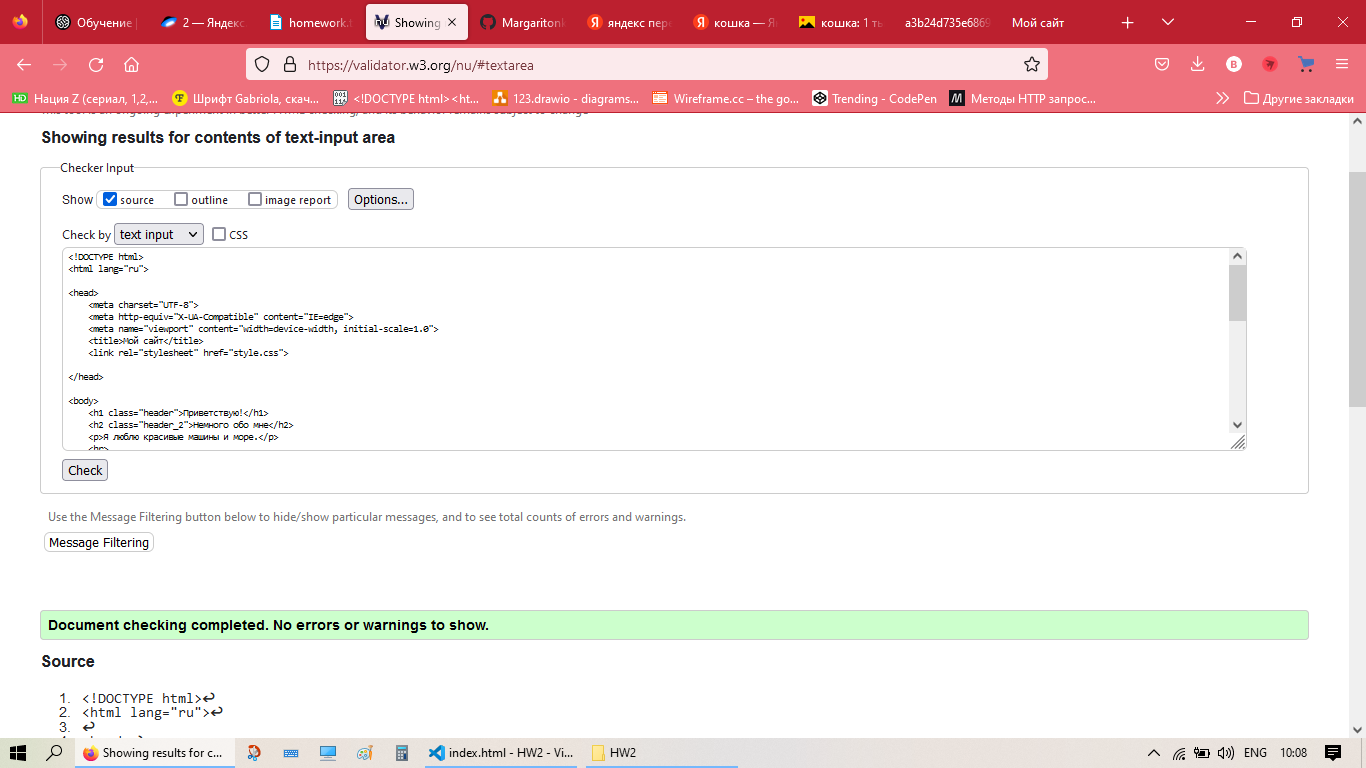 Обучение
2 — Яндекс
homework.t
Showing
Margaritonk
яндекс пере
кошка — Ян
кошка: 1 ты
a3b24d735e6869
Мой сайт
https://validator.w3.org/nu/#textarea
HD Нация Z (сериал, 1,2,...
Шрифт Gabriola, скач...
<!DOCTYPE html><ht...
123.drawio - diagrams...
Wireframe.cc – the go...
Trending - CodePen
M Методы HTTP запрос...
Другие закладки
Showing results for contents of text-input area
Checker Input
Show source outline image report Options...
Check by text input CSS
<!DOCTYPE html>
<html lang="ru">
<head>
<meta charset="UTF-8">
<meta http-equiv="X-UA-Compatible" content="IE=edge">
<meta name="viewport" content="width=device-width, initial-scale=1.0">
<title>Мой сайт</title>
<link rel="stylesheet" href="style.css">
</head>
<body>
<h1 class="header">Приветствую!</h1>
<h2 class="header_2">Немного обо мне</h2>
<p>Я люблю красивые машины и море.</p>
<hr>
Check
Use the Message Filtering button below to hide/show particular messages, and to see total counts of errors and warnings.
Message Filtering
Document checking completed. No errors or warnings to show.
Source
1. <!DOCTYPE html>↩
2. <html lang="ru">↩
3. ↩
Showing results for c...
index.html - HW2 - Vi...
HW2
ENG
10:08